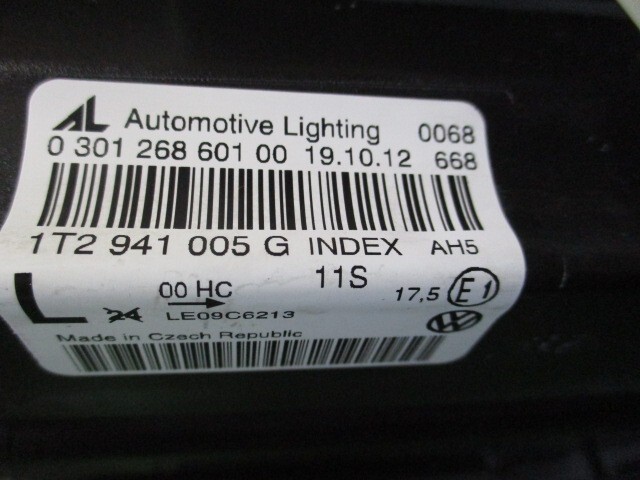 AL Automotive Lighting 0068
0 301 268 601 00 19.10.12 668
1T2 941 005 G INDEX AH5
L 00 HC 11S 17,5 E1
24 LE09C6213
Made in Czech Republic